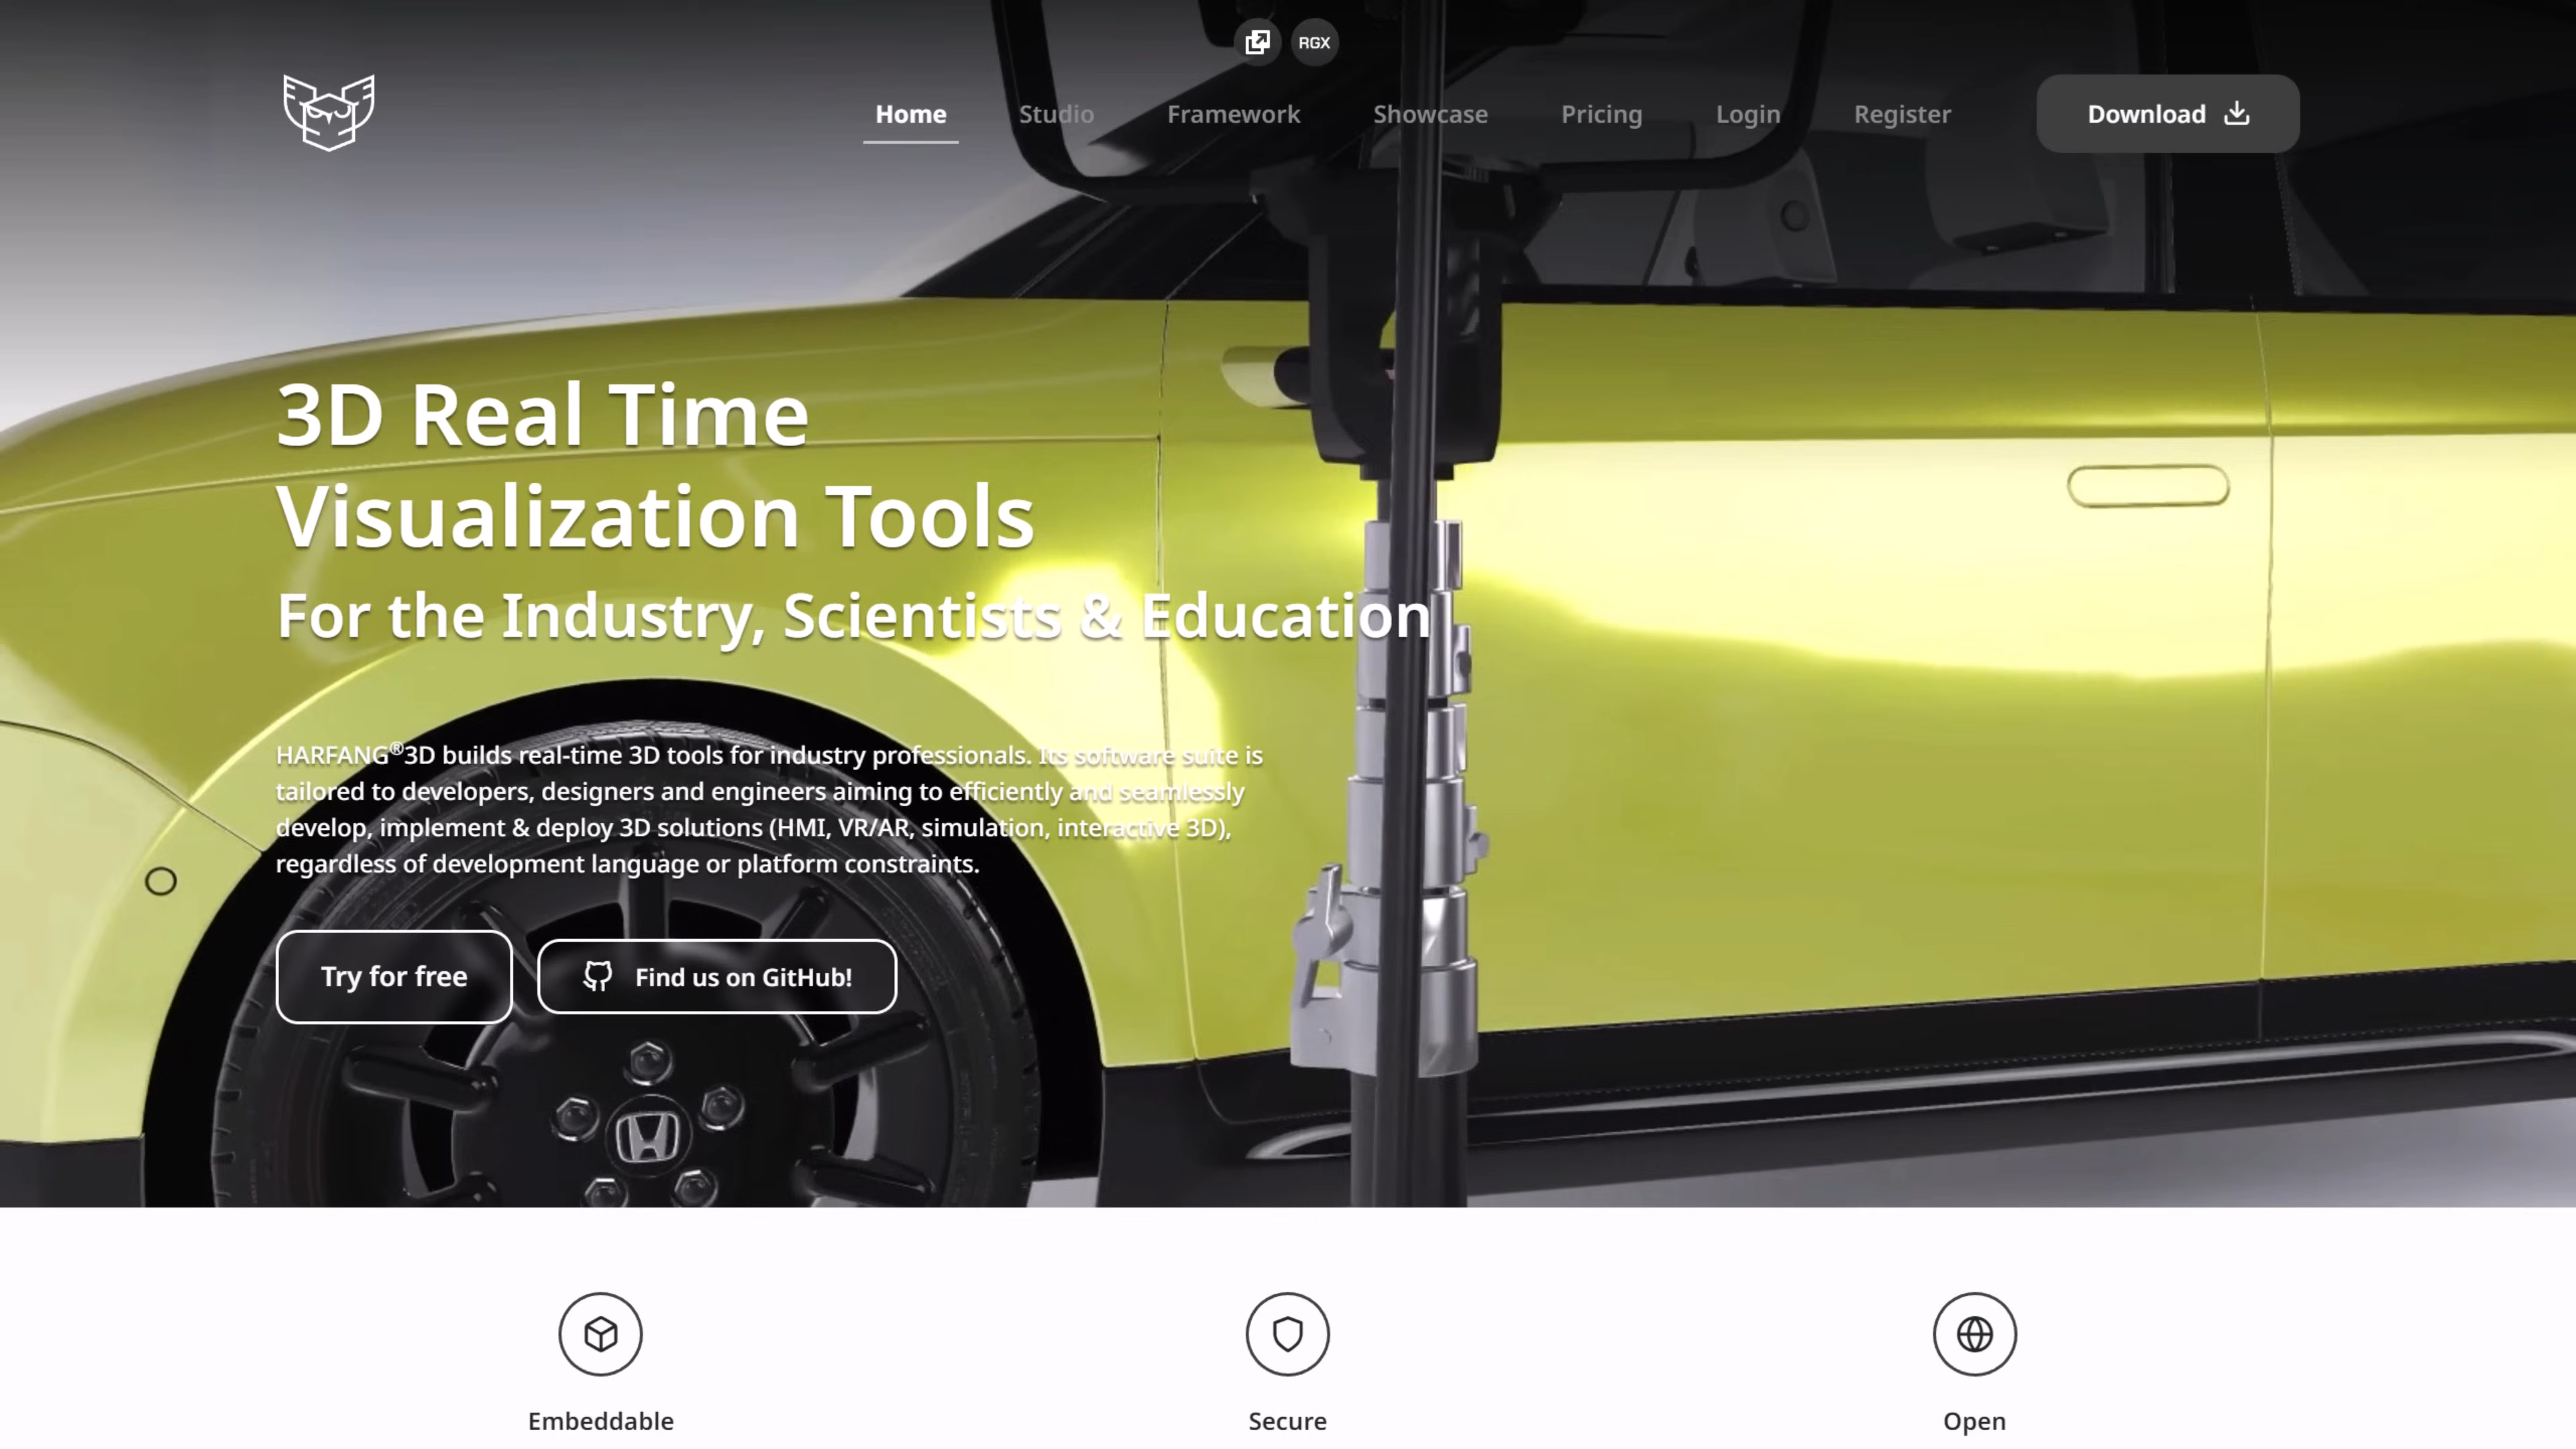 RGX
Home Studio Framework Showcase Pricing Login Register Download
3D Real Time
Visualization Tools
For the Industry, Scientists & Education
HARFANG®3D builds real-time 3D tools for industry professionals. Its software suite is
tailored to developers, designers and engineers aiming to efficiently and seamlessly
develop, implement & deploy 3D solutions (HMI, VR/AR, simulation, interactive 3D),
regardless of development language or platform constraints.
Try for free Find us on GitHub!
Embeddable Secure Open